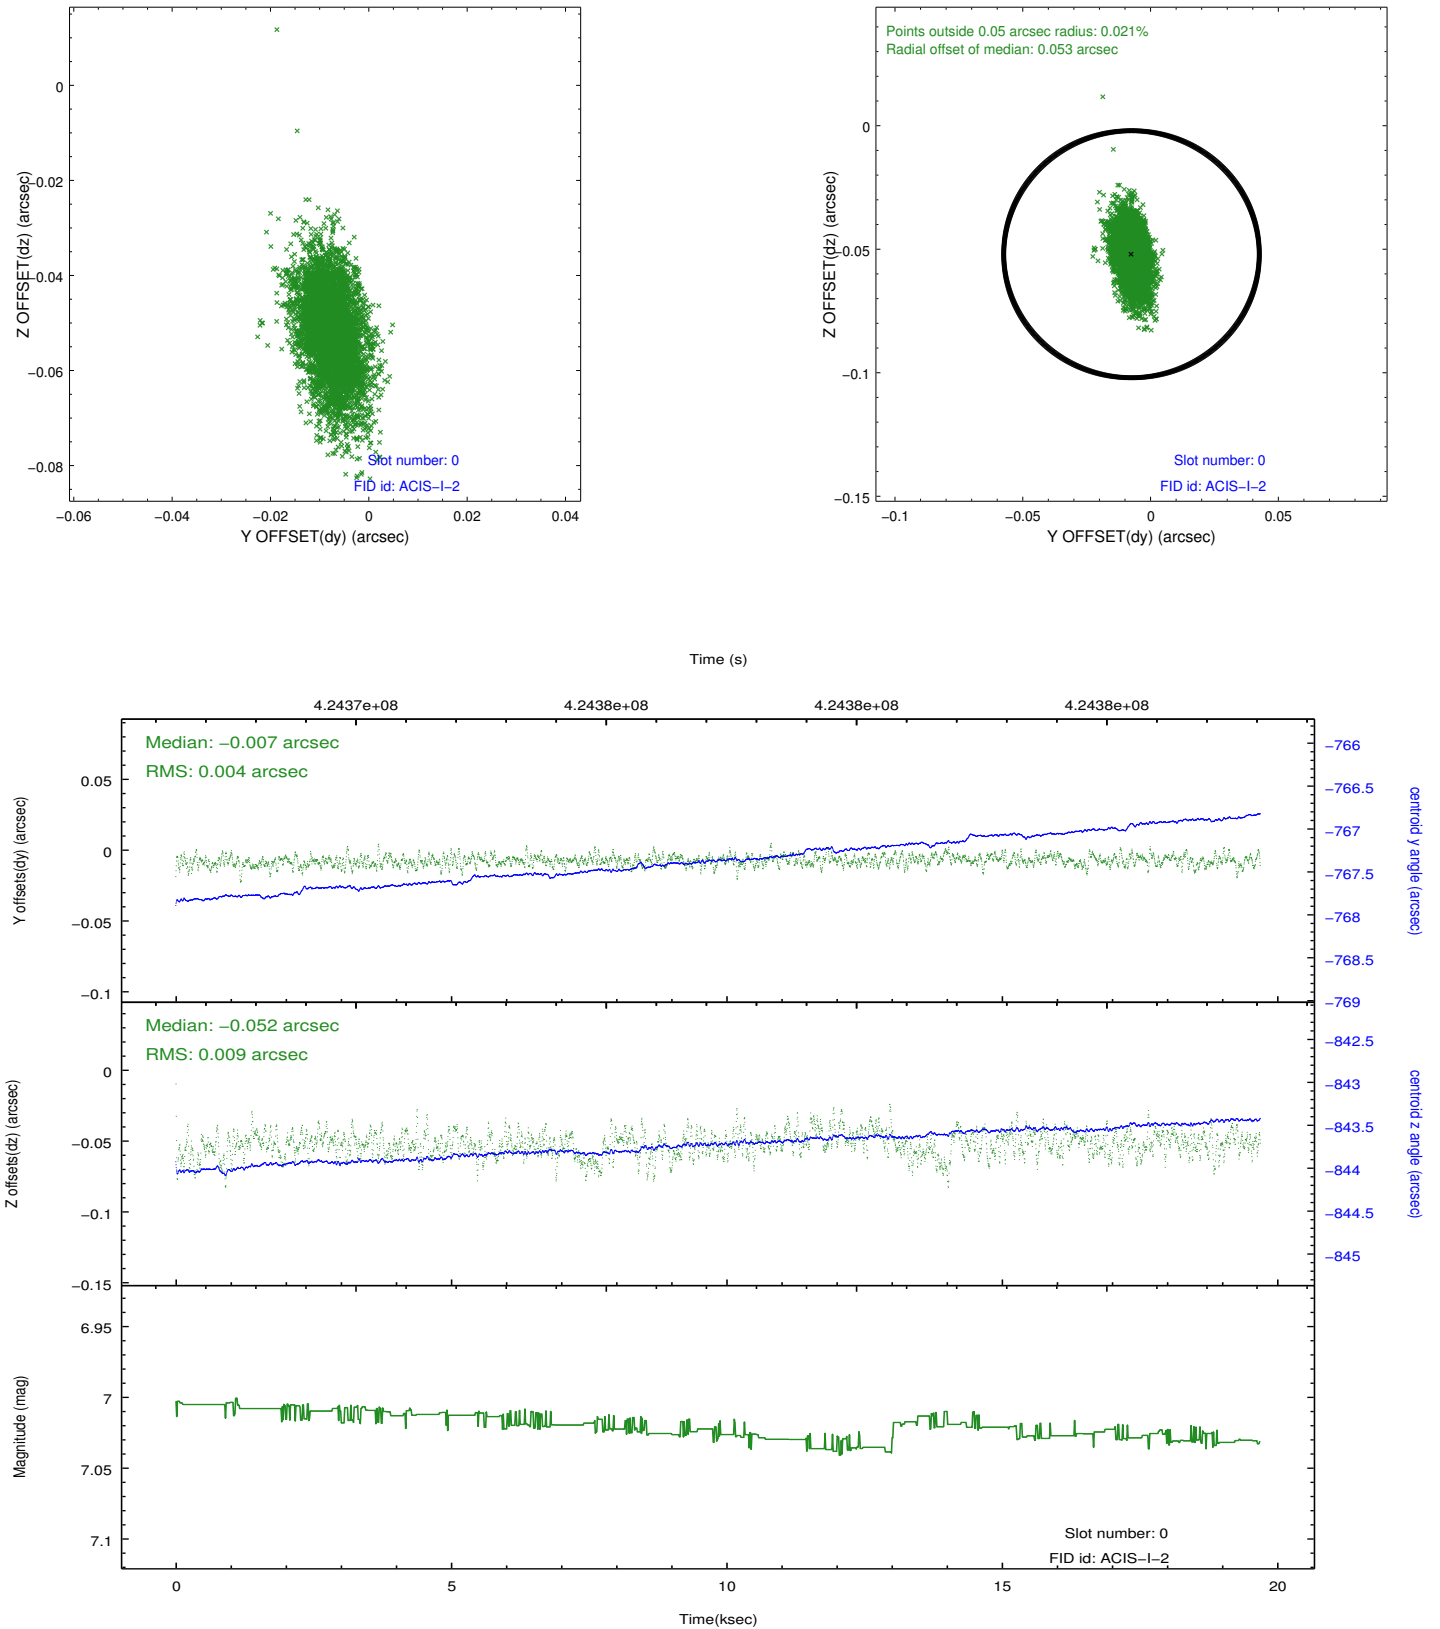 0
−0.02
−0.04
−0.06
−0.08
Z OFFSET(dz) (arcsec)
−0.06
−0.04
−0.02
0
0.02
0.04
Y OFFSET(dy) (arcsec)
Slot number: 0
FID id: ACIS−I−2
Points outside 0.05 arcsec radius: 0.021%
Radial offset of median: 0.053 arcsec
0
−0.05
−0.1
−0.15
Z OFFSET(dz) (arcsec)
−0.1
−0.05
0
0.05
Y OFFSET(dy) (arcsec)
Slot number: 0
FID id: ACIS−I−2
Time (s)
4.2437e+08
4.2438e+08
4.2438e+08
4.2438e+08
Median: −0.007 arcsec
RMS: 0.004 arcsec
0.05
0
−0.05
−0.1
Y offsets(dy) (arcsec)
−766
−766.5
−767
−767.5
−768
−768.5
−769
centroid y angle (arcsec)
Median: −0.052 arcsec
RMS: 0.009 arcsec
0
−0.05
−0.1
−0.15
Z offsets(dz) (arcsec)
−842.5
−843
−843.5
−844
−844.5
−845
centroid z angle (arcsec)
6.95
7
7.05
7.1
Magnitude (mag)
Slot number: 0
FID id: ACIS−I−2
0
5
10
15
20
Time(ksec)